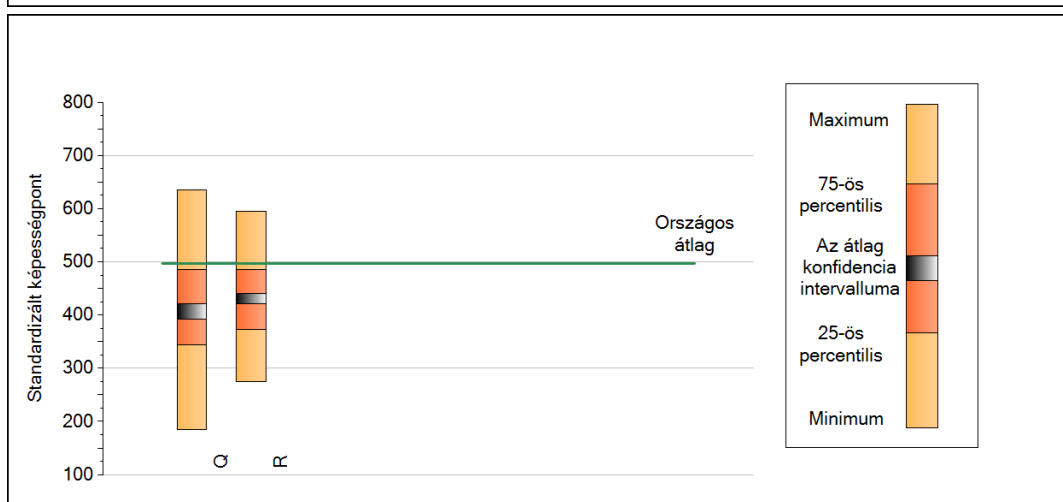 Standardizált képességpont
800
700
600
500
400
300
200
100
Q
R
Országos
átlag
Maximum
75-ös
percentilis
Az átlag
konfidencia
intervalluma
25-ös
percentilis
Minimum